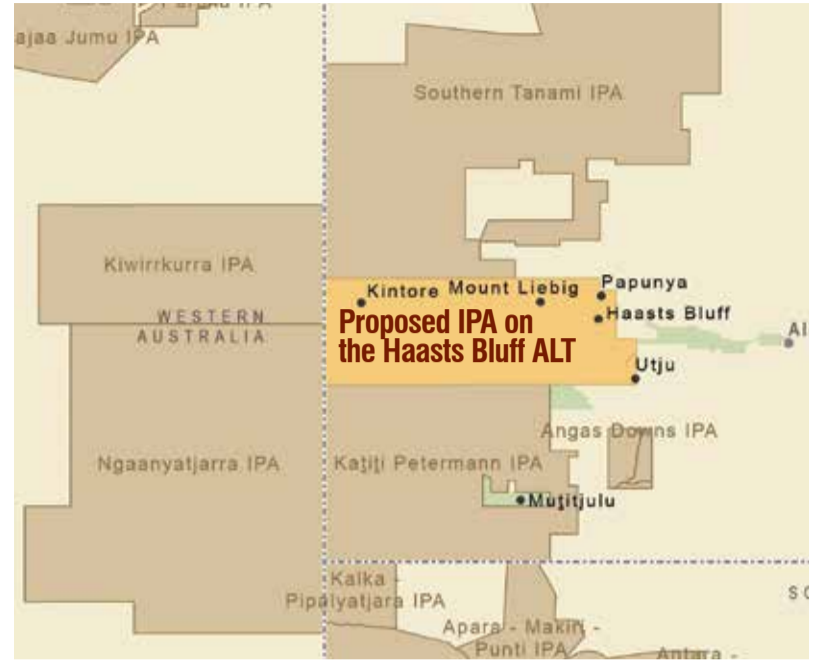 ajaa Jumu IPA
Southern Tanami IPA
Kiwirrkurra IPA
WESTERN
AUSTRALIA
Kintore
Mount Liebig
Papunya
Haasts Bluff
Proposed IPA on
the Haasts Bluff ALT
Al
Utju
Angas Downs IPA
Ngaanyatjarra IPA
Kaṯiṯi Petermann IPA
Muṯitjulu
Kalka -
Pipalyatjara IPA
Apara - Makiri -
Punti IPA
Antara -